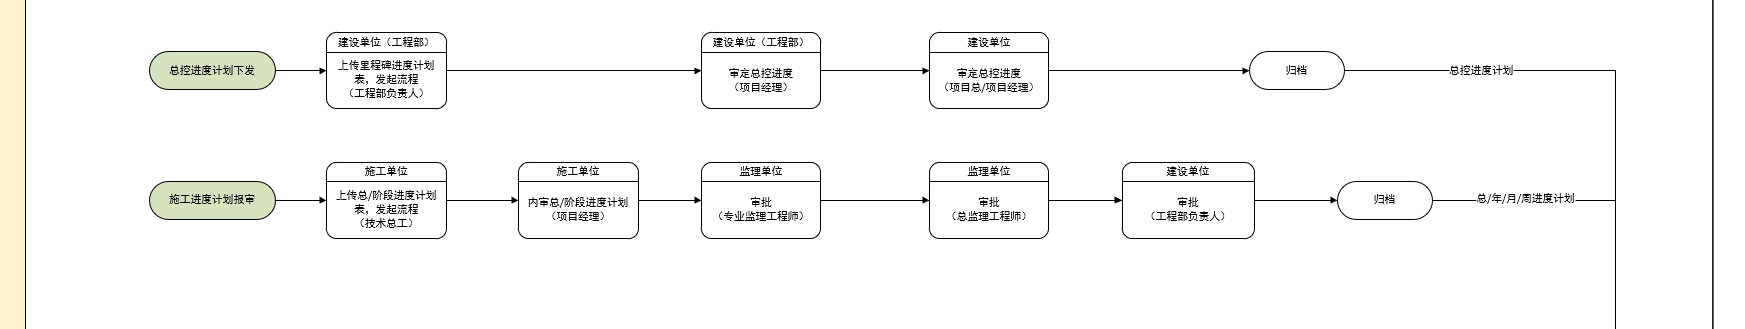 总控进度计划下发
建设单位（工程部）
上传里程碑进度计划
表，发起流程
（工程部负责人）
建设单位（工程部）
审定总控进度
（项目经理）
建设单位
审定总控进度
（项目总/项目经理）
归档
总控进度计划
施工进度计划报审
施工单位
上传总/阶段进度计划
表，发起流程
（技术总工）
施工单位
内审总/阶段进度计划
（项目经理）
监理单位
审批
（专业监理工程师）
监理单位
审批
（总监理工程师）
建设单位
审批
（工程部负责人）
归档
总/年/月/周进度计划